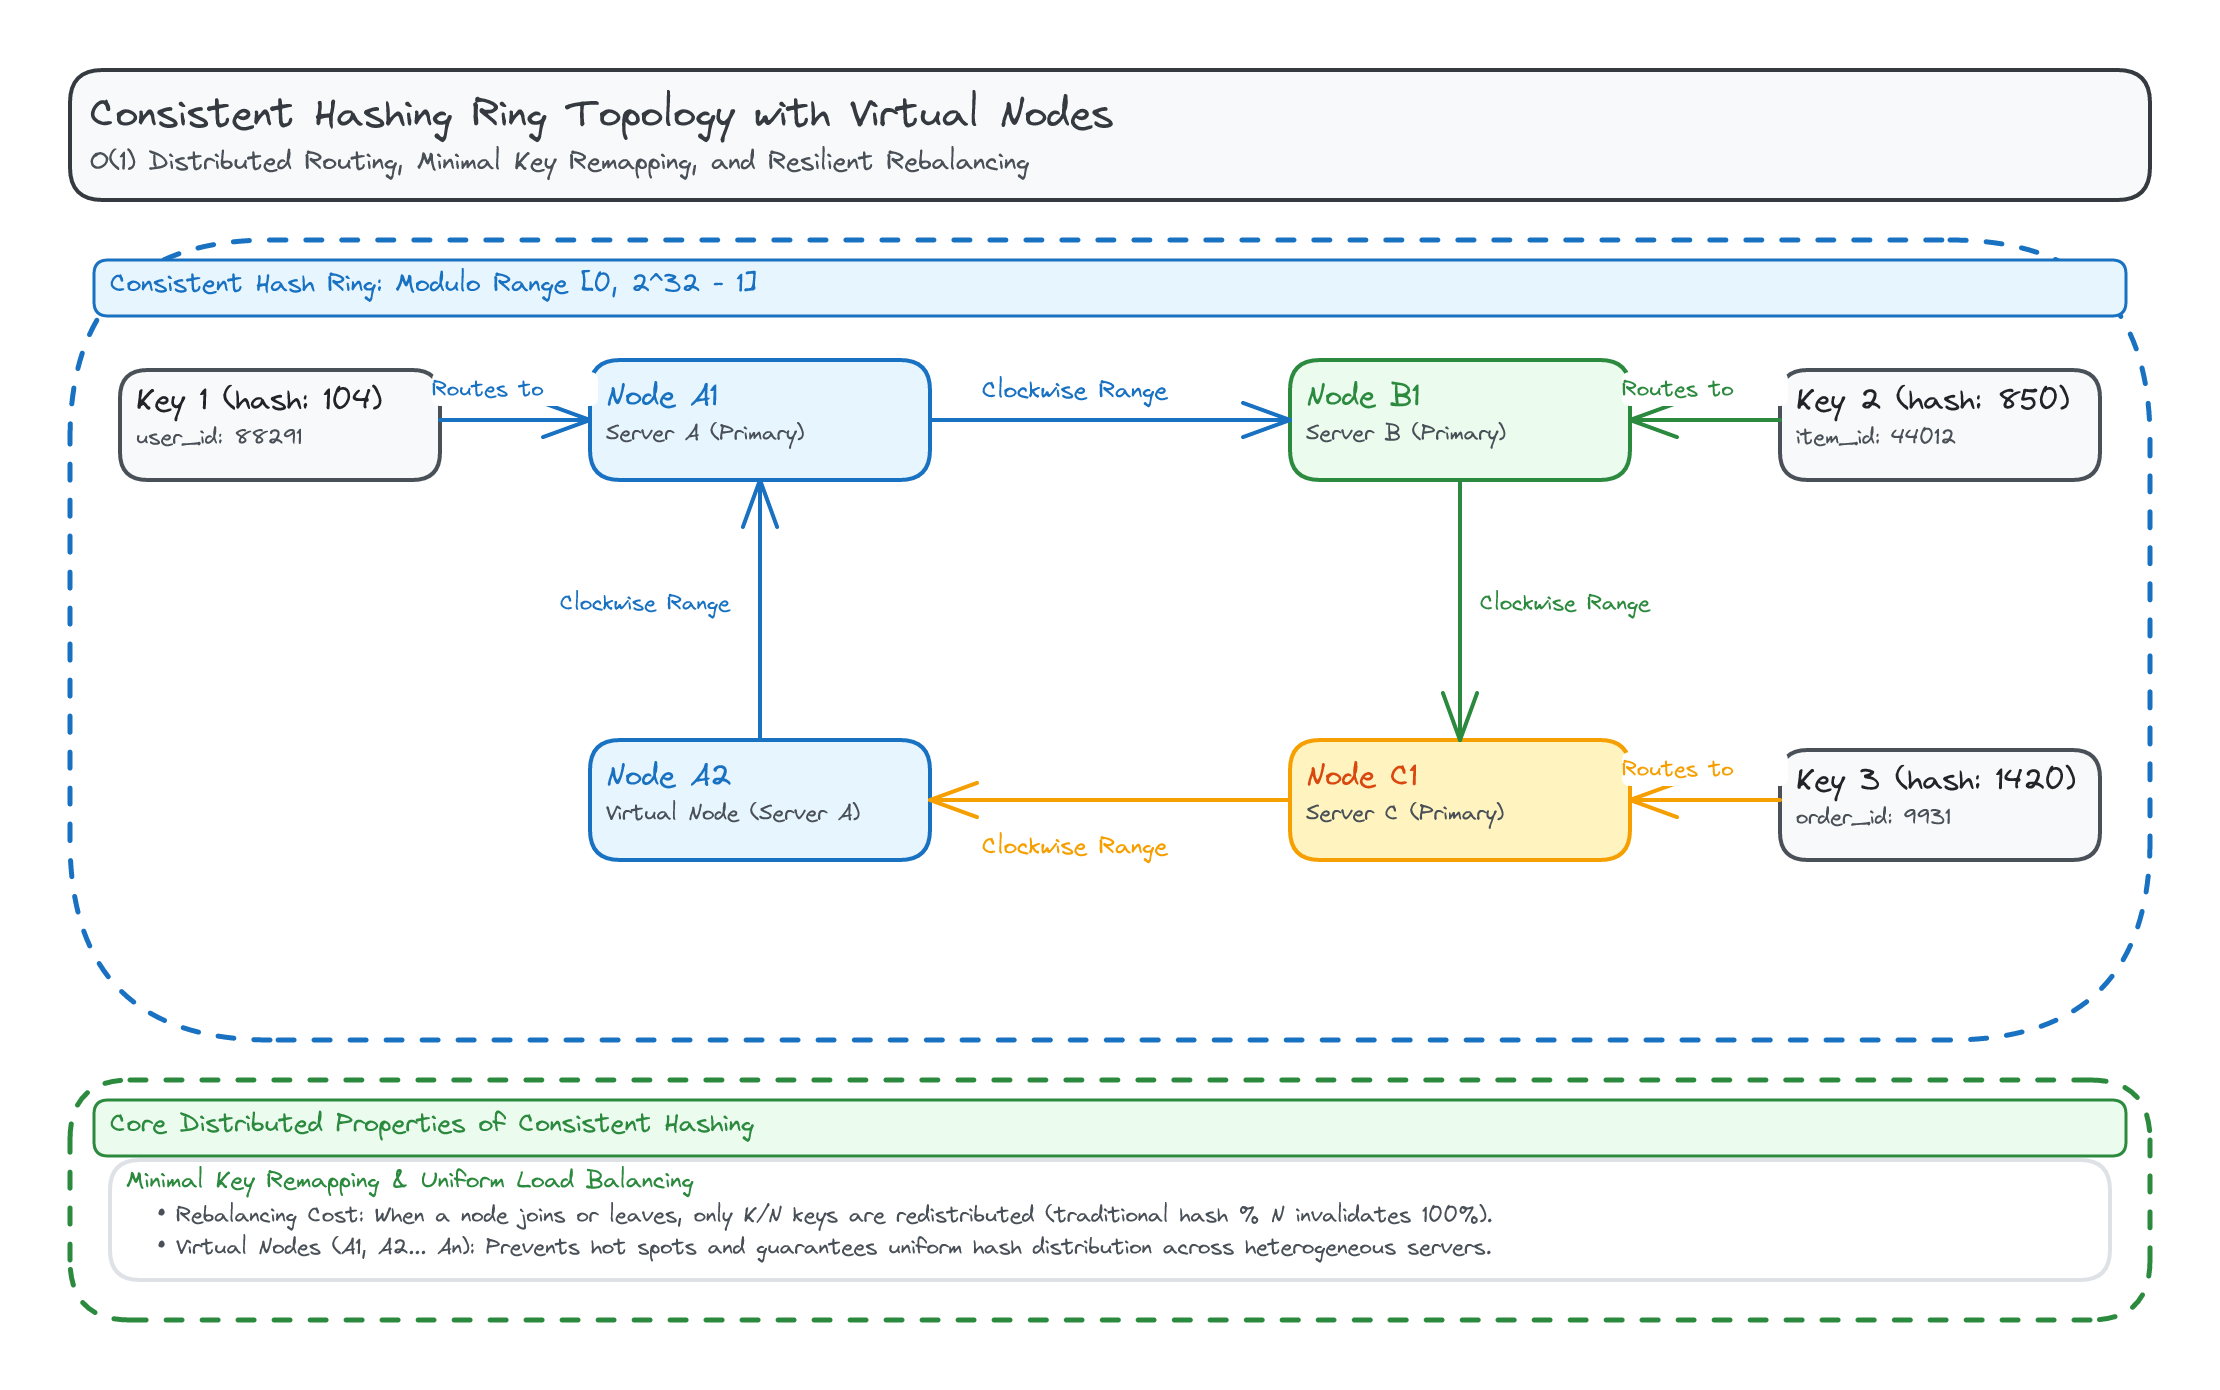 Consistent Hashing Ring Topology with Virtual Nodes
O(1) Distributed Routing, Minimal Key Remapping, and Resilient Rebalancing
Consistent Hash Ring: Modulo Range [0, 2^32 - 1]
Key 1 (hash: 104)
user_id: 88291
Routes to
Node A1
Server A (Primary)
Clockwise Range
Node B1
Server B (Primary)
Routes to
Key 2 (hash: 850)
item_id: 44012
Clockwise Range
Clockwise Range
Node A2
Virtual Node (Server A)
Clockwise Range
Node C1
Server C (Primary)
Routes to
Key 3 (hash: 1420)
order_id: 9931
Core Distributed Properties of Consistent Hashing
Minimal Key Remapping & Uniform Load Balancing
• Rebalancing Cost: When a node joins or leaves, only K/N keys are redistributed (traditional hash % N invalidates 100%).
• Virtual Nodes (A1, A2... An): Prevents hot spots and guarantees uniform hash distribution across heterogeneous servers.